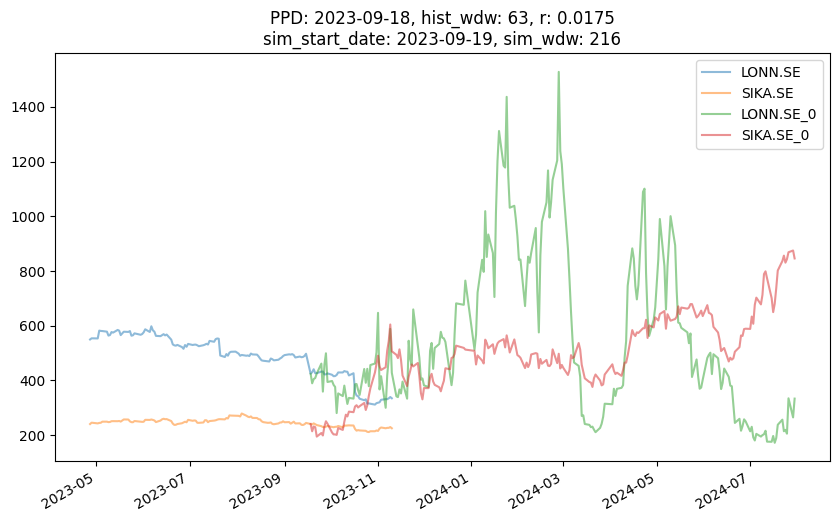 PPD: 2023-09-18, hist_wdw: 63, r: 0.0175
sim_start_date: 2023-09-19, sim_wdw: 216
LONN.SE
SIKA.SE
LONN.SE_0
SIKA.SE_0
1400
1200
1000
800
600
400
200
2023-05
2023-07
2023-09
2023-11
2024-01
2024-03
2024-05
2024-07